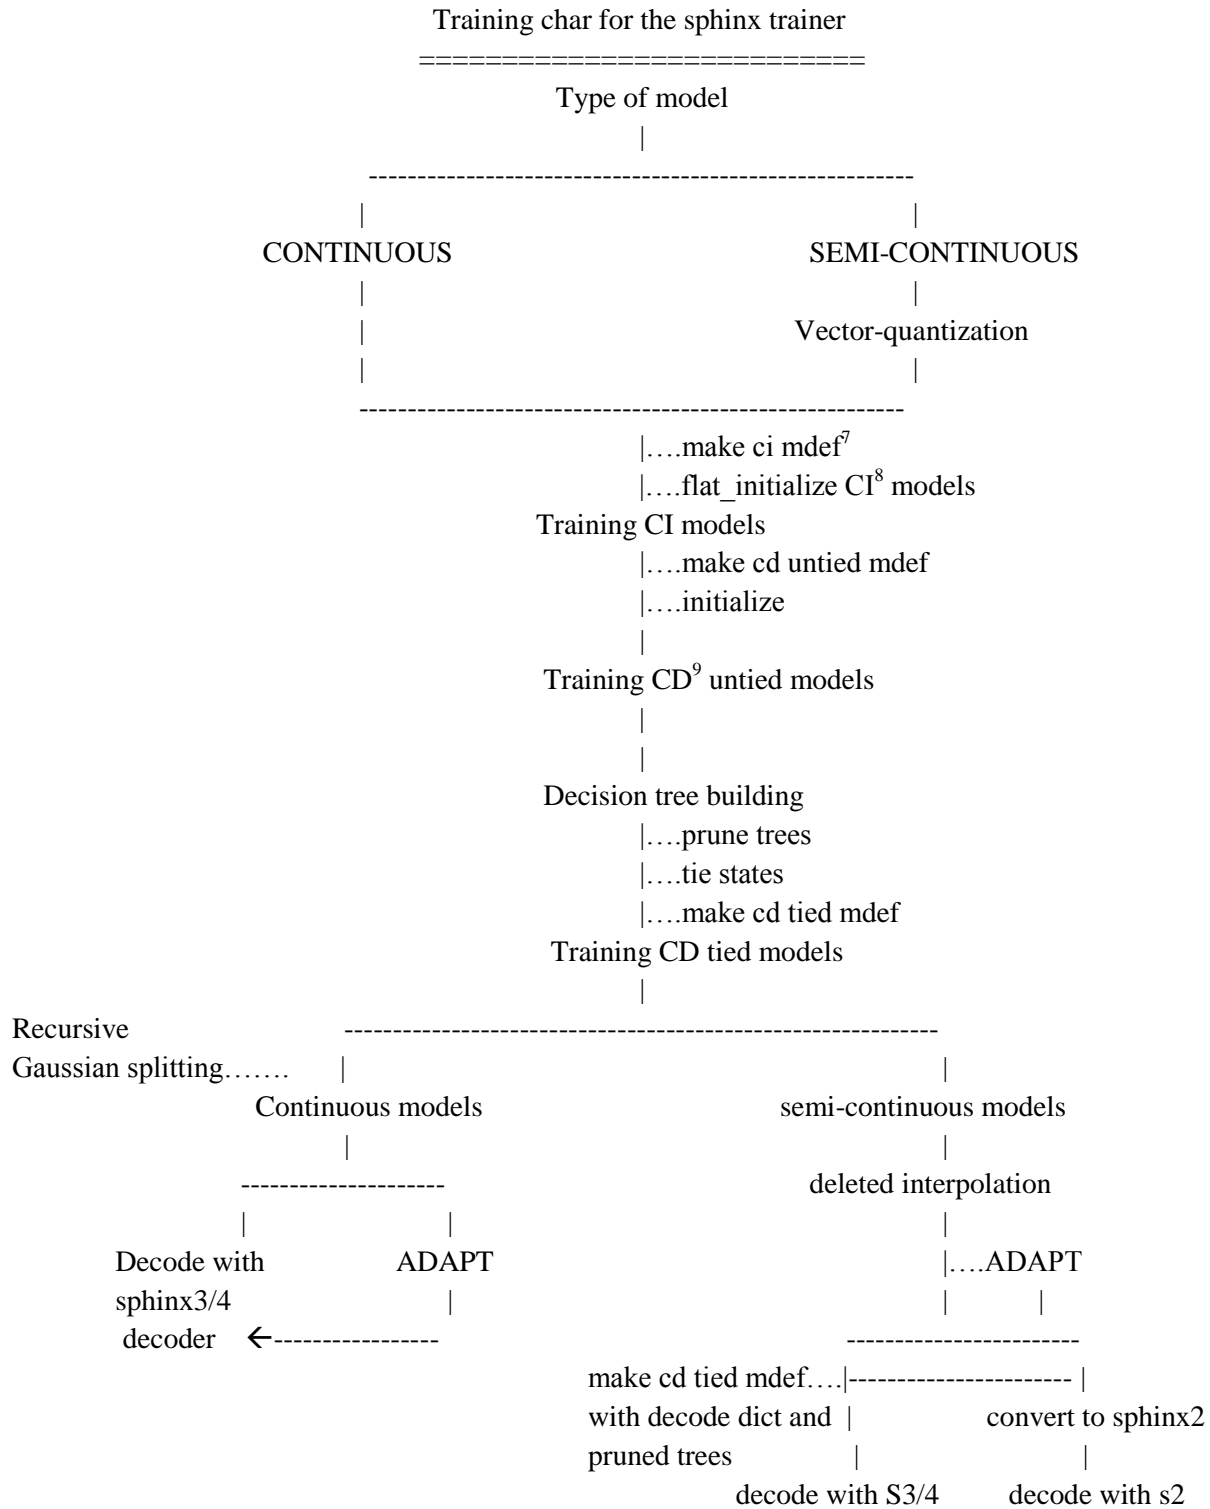 Training char for the sphinx trainer
===========================
Type of model
|
--------------------------------------------------------
| |
CONTINUOUS SEMI-CONTINUOUS
| |
| Vector-quantization
| |
--------------------------------------------------------
|….make ci mdef7
|….flat_initialize CI8 models
Training CI models
|….make cd untied mdef
|….initialize
|
Training CD9 untied models
|
|
Decision tree building
|….prune trees
|….tie states
|….make cd tied mdef
Training CD tied models
|
Recursive -------------------------------------------------------------
Gaussian splitting……. | |
Continuous models semi-continuous models
| |
--------------------- deleted interpolation
| | |
Decode with ADAPT |….ADAPT
sphinx3/4 | | |
decoder ←----------------- ------------------------
make cd tied mdef….|----------------------- |
with decode dict and | convert to sphinx2
pruned trees | |
decode with S3/4 decode with s2